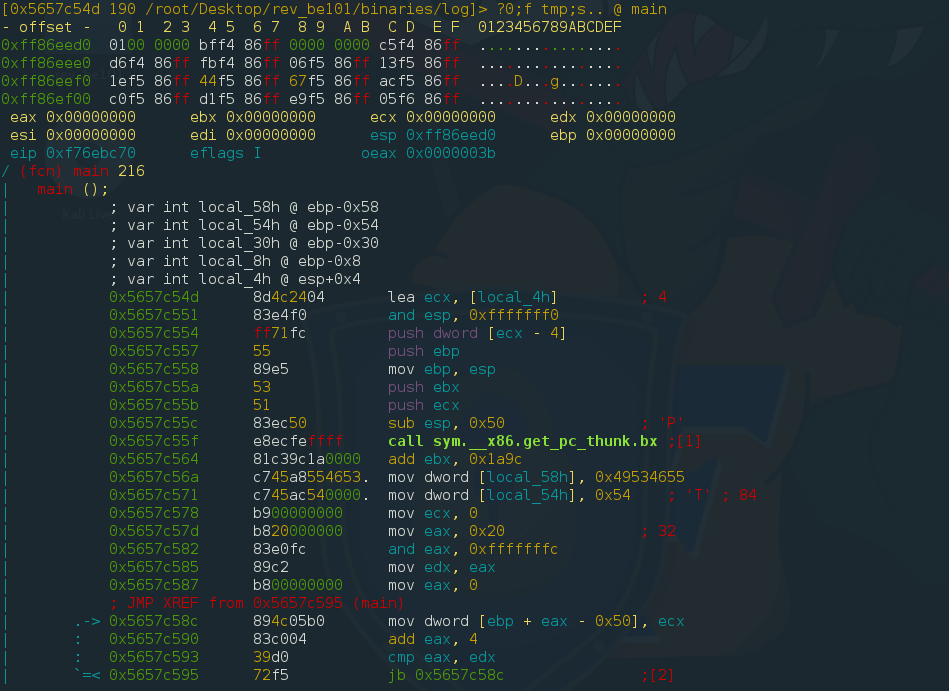 [0x5657c54d 190 /root/Desktop/rev_be101/binaries/log]> ?0;f tmp;s.. @ main
- offset -   0 1  2 3  4 5  6 7  8 9  A B  C D  E F  0123456789ABCDEF
0xff86eed0  0100 0000 bff4 86ff 0000 0000 c5f4 86ff  ................
0xff86eee0  d6f4 86ff fbf4 86ff 06f5 86ff 13f5 86ff  ................
0xff86eef0  1ef5 86ff 44f5 86ff 67f5 86ff acf5 86ff  ....D...g.......
0xff86ef00  c0f5 86ff d1f5 86ff e9f5 86ff 05f6 86ff  ................
eax 0x00000000      ebx 0x00000000      ecx 0x00000000      edx 0x00000000
esi 0x00000000      edi 0x00000000      esp 0xff86eed0      ebp 0x00000000
eip 0xf76ebc70      eflags I           oeax 0x0000003b
/ (fcn) main 216
|   main ();
|           ; var int local_58h @ ebp-0x58
|           ; var int local_54h @ ebp-0x54
|           ; var int local_30h @ ebp-0x30
|           ; var int local_8h @ ebp-0x8
|           ; var int local_4h @ esp+0x4
|           0x5657c54d      8d4c2404       lea ecx, [local_4h]         ; 4
|           0x5657c551      83e4f0         and esp, 0xfffffff0
|           0x5657c554      ff71fc         push dword [ecx - 4]
|           0x5657c557      55             push ebp
|           0x5657c558      89e5           mov ebp, esp
|           0x5657c55a      53             push ebx
|           0x5657c55b      51             push ecx
|           0x5657c55c      83ec50         sub esp, 0x50               ; 'P'
|           0x5657c55f      e8ecfeffff     call sym.__x86.get_pc_thunk.bx ;[1]
|           0x5657c564      81c39c1a0000   add ebx, 0x1a9c
|           0x5657c56a      c745a8554653.  mov dword [local_58h], 0x49534655
|           0x5657c571      c745ac540000.  mov dword [local_54h], 0x54    ; 'T' ; 84
|           0x5657c578      b900000000     mov ecx, 0
|           0x5657c57d      b820000000     mov eax, 0x20               ; 32
|           0x5657c582      83e0fc         and eax, 0xfffffffc
|           0x5657c585      89c2           mov edx, eax
|           0x5657c587      b800000000     mov eax, 0
|           ; JMP XREF from 0x5657c595 (main)
|       .-> 0x5657c58c      894c05b0       mov dword [ebp + eax - 0x50], ecx
|       :   0x5657c590      83c004         add eax, 4
|       :   0x5657c593      39d0           cmp eax, edx
|       `=< 0x5657c595      72f5           jb 0x5657c58c               ;[2]